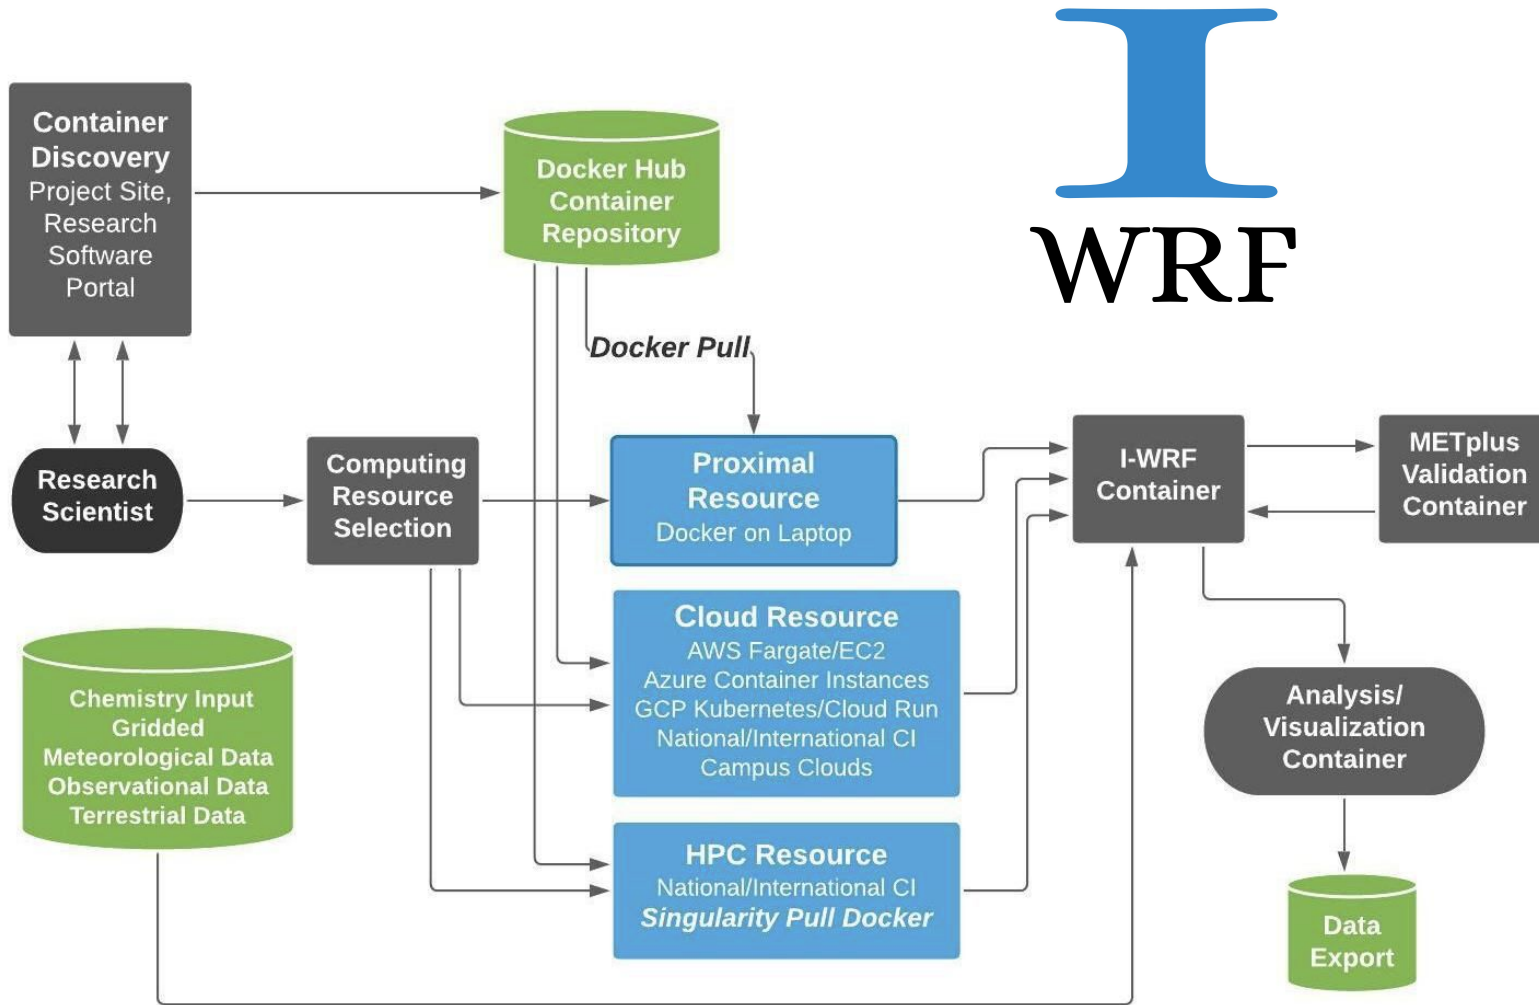 I
WRF
Container
Discovery
Project Site,
Research
Software
Portal
Docker Hub
Container
Repository
Docker Pull
Research
Scientist
Computing
Resource
Selection
Proximal
Resource
Docker on Laptop
I-WRF
Container
METplus
Validation
Container
Cloud Resource
AWS Fargate/EC2
Azure Container Instances
GCP Kubernetes/Cloud Run
National/International CI
Campus Clouds
Chemistry Input
Gridded
Meteorological Data
Observational Data
Terrestrial Data
Analysis/
Visualization
Container
HPC Resource
National/International CI
Singularity Pull Docker
Data
Export